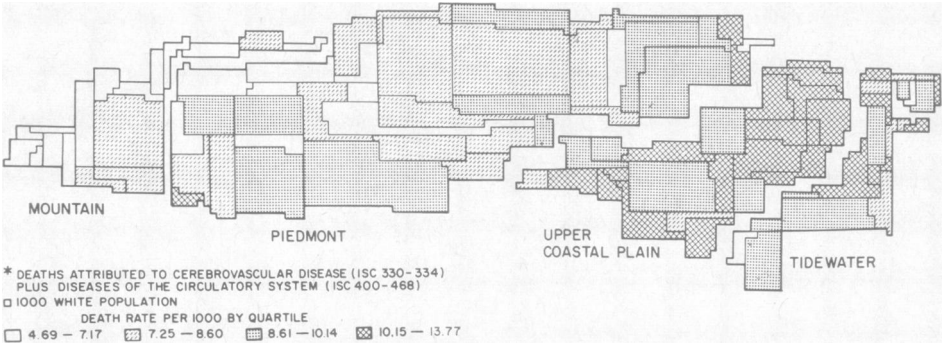 MOUNTAIN
PIEDMONT
UPPER
COASTAL PLAIN
TIDEWATER
* DEATHS ATTRIBUTED TO CEREBROVASCULAR DISEASE (ISC 330-334)
PLUS DISEASES OF THE CIRCULATORY SYSTEM (ISC 400-468)
□ 1000 WHITE POPULATION
DEATH RATE PER 1000 BY QUARTILE
4.69 — 7.17 7.25 — 8.60 8.61 — 10.14 10.15 — 13.77